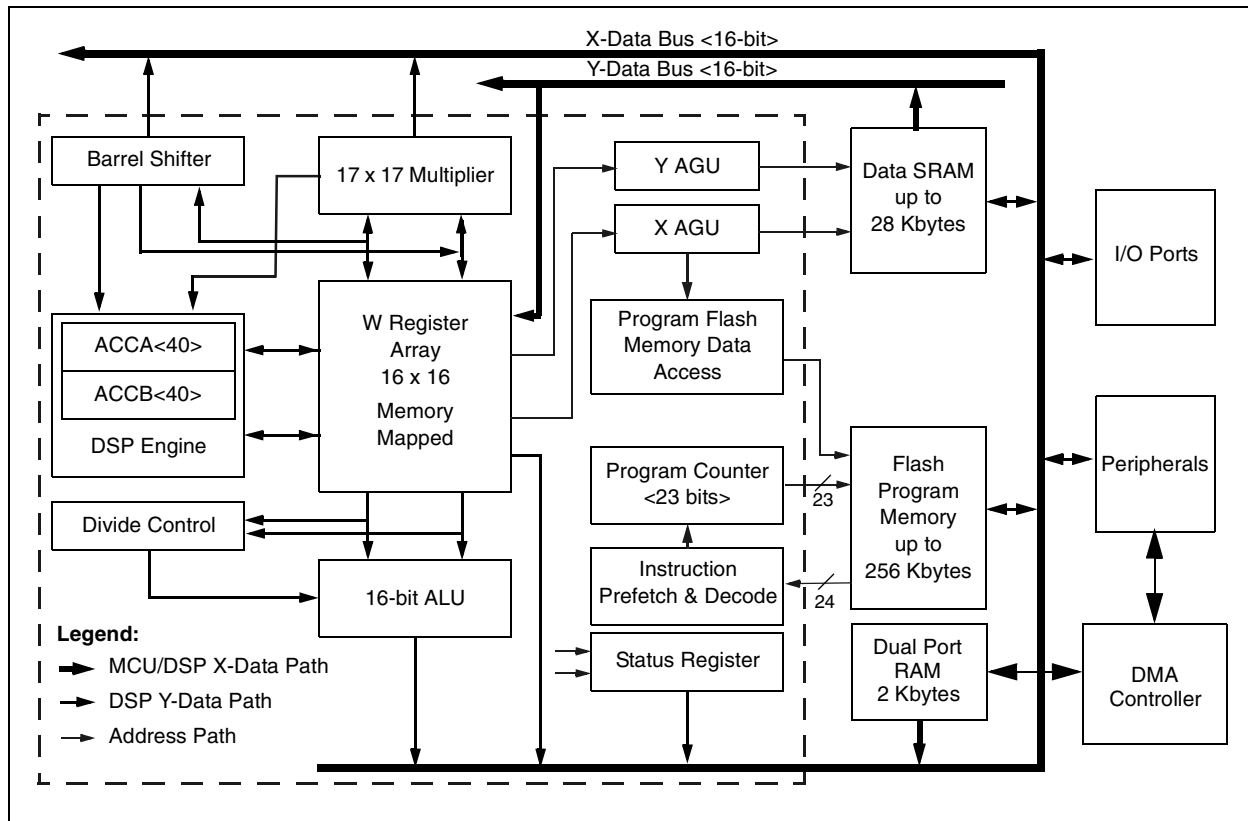 X-Data Bus <16-bit>
Y-Data Bus <16-bit>
Barrel Shifter
17 x 17 Multiplier
Y AGU
X AGU
Data SRAM
up to
28 Kbytes
I/O Ports
W Register
Array
16 x 16
Memory
Mapped
Program Flash
Memory Data
Access
ACCA<40>
ACCB<40>
DSP Engine
Program Counter
<23 bits>
23
Flash
Program
Memory
up to
256 Kbytes
Peripherals
Divide Control
Instruction
Prefetch & Decode
24
16-bit ALU
Status Register
Dual Port
RAM
2 Kbytes
DMA
Controller
Legend:
MCU/DSP X-Data Path
DSP Y-Data Path
Address Path